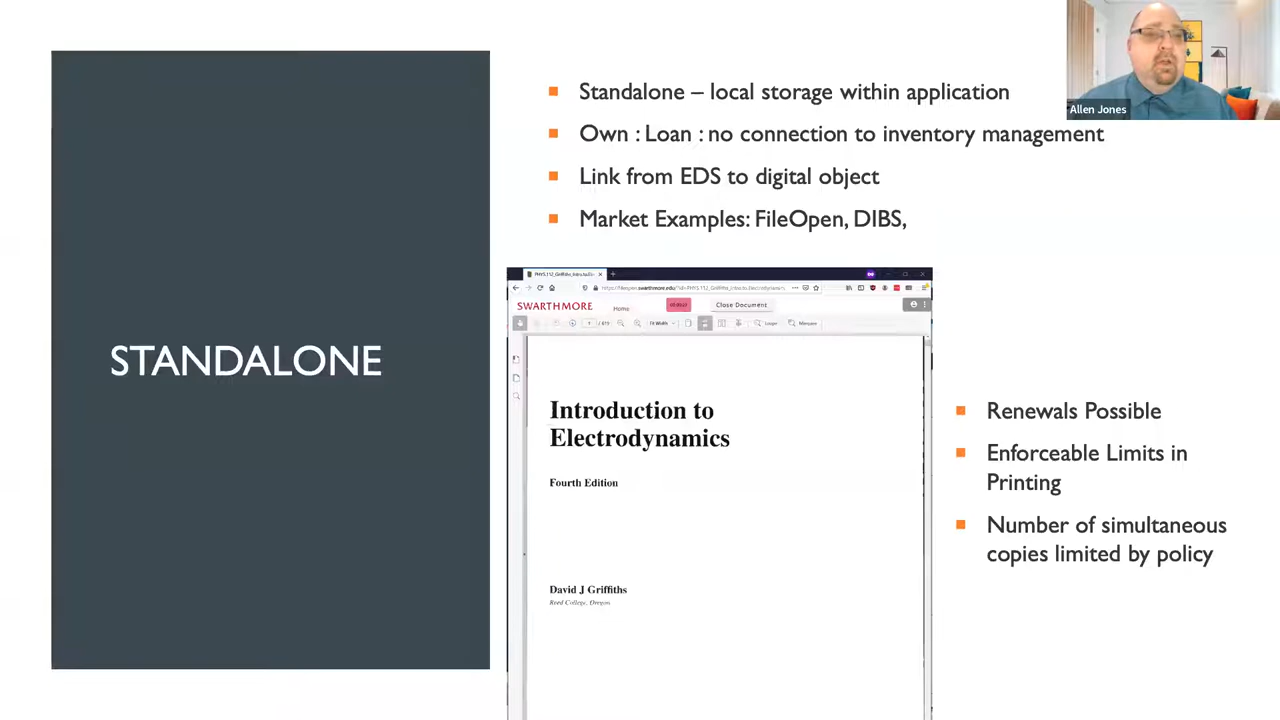 Allen Jones
STANDALONE
Standalone – local storage within application
Own : Loan : no connection to inventory management
Link from EDS to digital object
Market Examples: FileOpen, DIBS,
SWARTHMORE
Home
Close Document
Fit Width
Introduction to
Electrodynamics
Fourth Edition
David J Griffiths
Reed College, Oregon
Renewals Possible
Enforceable Limits in
Printing
Number of simultaneous
copies limited by policy